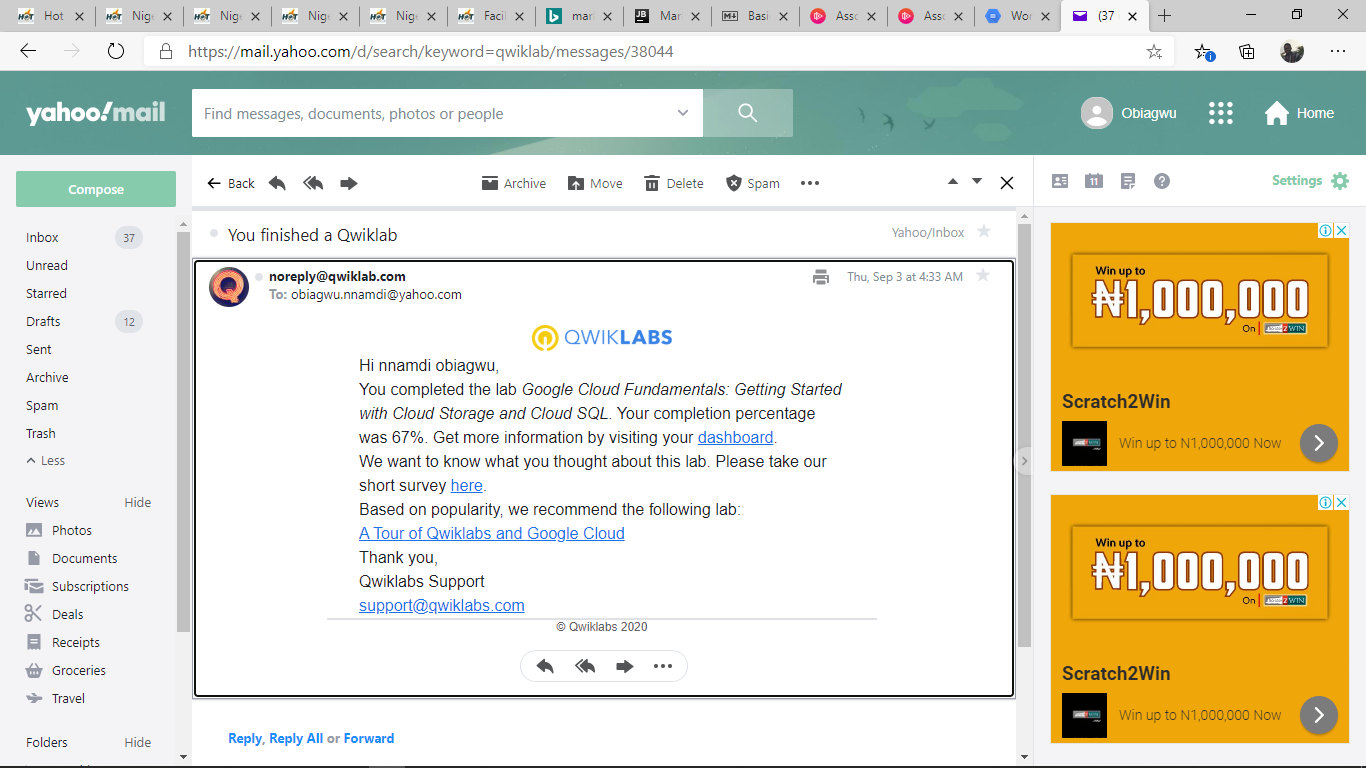 Hot
Nige
Nige
Nige
Nige
Facil
mark
Mar
Basi
Asso
Asso
Wor
(37
https://mail.yahoo.com/d/search/keyword=qwiklab/messages/38044
yahoo!mail
Find messages, documents, photos or people
Obiagwu
Home
Compose
Back
Archive
Move
Delete
Spam
11
Settings
Inbox 37
Unread
Starred
Drafts 12
Sent
Archive
Spam
Trash
Less
Views Hide
Photos
Documents
Subscriptions
Deals
Receipts
Groceries
Travel
Folders Hide
You finished a Qwiklab
Yahoo/Inbox
noreply@qwiklab.com
Thu, Sep 3 at 4:33 AM
To: obiagwu.nnamdi@yahoo.com
QWIKLABS
Hi nnamdi obiagwu,
You completed the lab Google Cloud Fundamentals: Getting Started
with Cloud Storage and Cloud SQL. Your completion percentage
was 67%. Get more information by visiting your dashboard.
We want to know what you thought about this lab. Please take our
short survey here.
Based on popularity, we recommend the following lab:
A Tour of Qwiklabs and Google Cloud
Thank you,
Qwiklabs Support
support@qwiklabs.com
© Qwiklabs 2020
Reply, Reply All or Forward
Win up to
₦1,000,000
On
Scratch2Win
Win up to N1,000,000 Now
Win up to
₦1,000,000
On
Scratch2Win
Win up to N1,000,000 Now